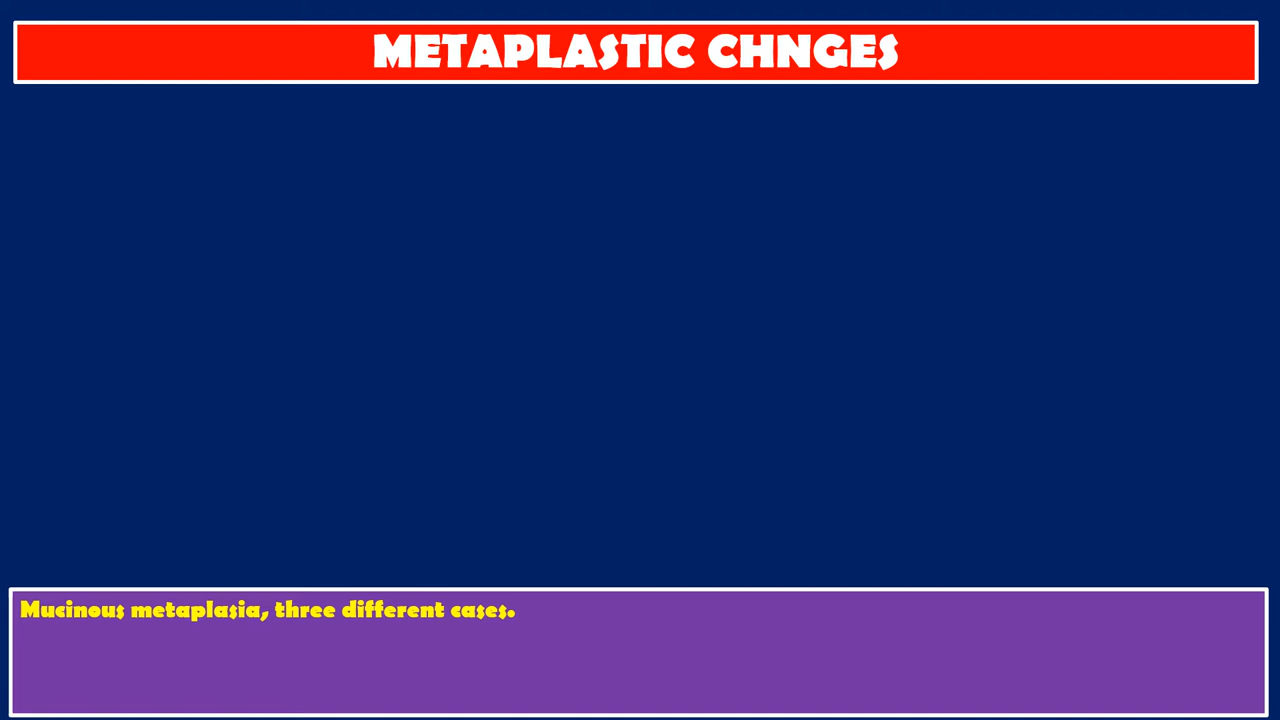 METAPLASTIC CHNGES
Mucinous metaplasia, three different cases.